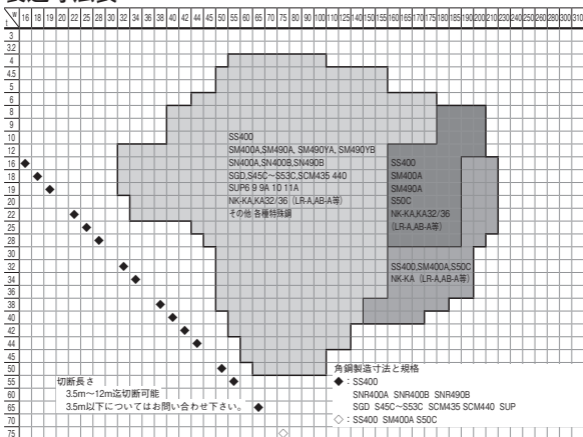 W
t
16 18 19 20 22 25 28 32 34 36 38 40 42 44 45 50 55 60 65 70 75 80 90 100 110 125 140 150 155 160 165 170 175 180 185 190 200 210 230 240 250 260 280 300 310
3
3.2
4
4.5
5
6
8
9
10
12
16
18
19
20
22
25
28
30
32
34
36
38
40
42
44
45
50
55
60
65
70
75
SS400
SM400A,SM490A, SM490YA, SM490YB
SN400A,SN400B,SN490B
SGD,S45C～S53C,SCM435 440
SUP6 9 9A 10 11A
NK-KA,KA32/36（LR-A,AB-A等）
その他 各種特殊鋼
SS400
SM400A
SM490A
S50C
NK-KA,KA32/36
(LR-A,AB-A等)
SS400,SM400A,S50C
NK-KA（LR-A,AB-A等）
切断長さ
3.5m～12m迄切断可能
3.5m以下についてはお問い合わせ下さい。
角鋼製造寸法と規格
◆：SS400
SNR400A SNR400B SNR490B
SGD S45C～S53C SCM435 SCM440 SUP
◇：SS400 SM400A S50C